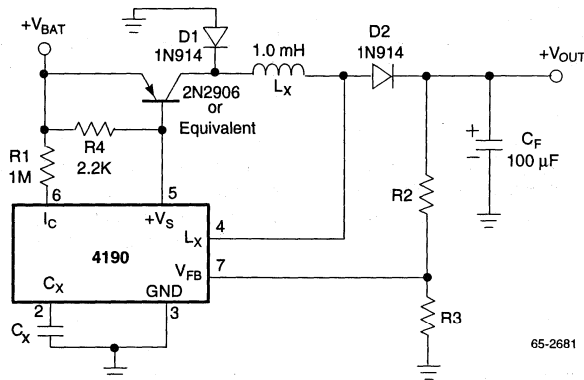 +VBAT
D1
1N914
1.0 mH
LX
D2
1N914
+VOUT
2N2906
or
Equivalent
R4
2.2K
R1
1M
+
−
CF
100 µF
R2
6
5
IC
+VS
4
LX
4190
7
VFB
CX
GND
2
3
CX
R3
65-2681